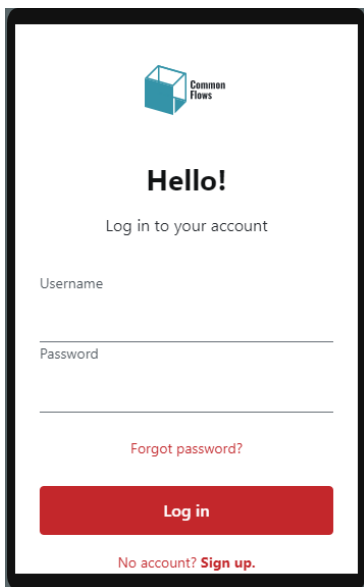 Common
Flows
Hello!
Log in to your account
Username
Password
Forgot password?
Log in
No account? Sign up.